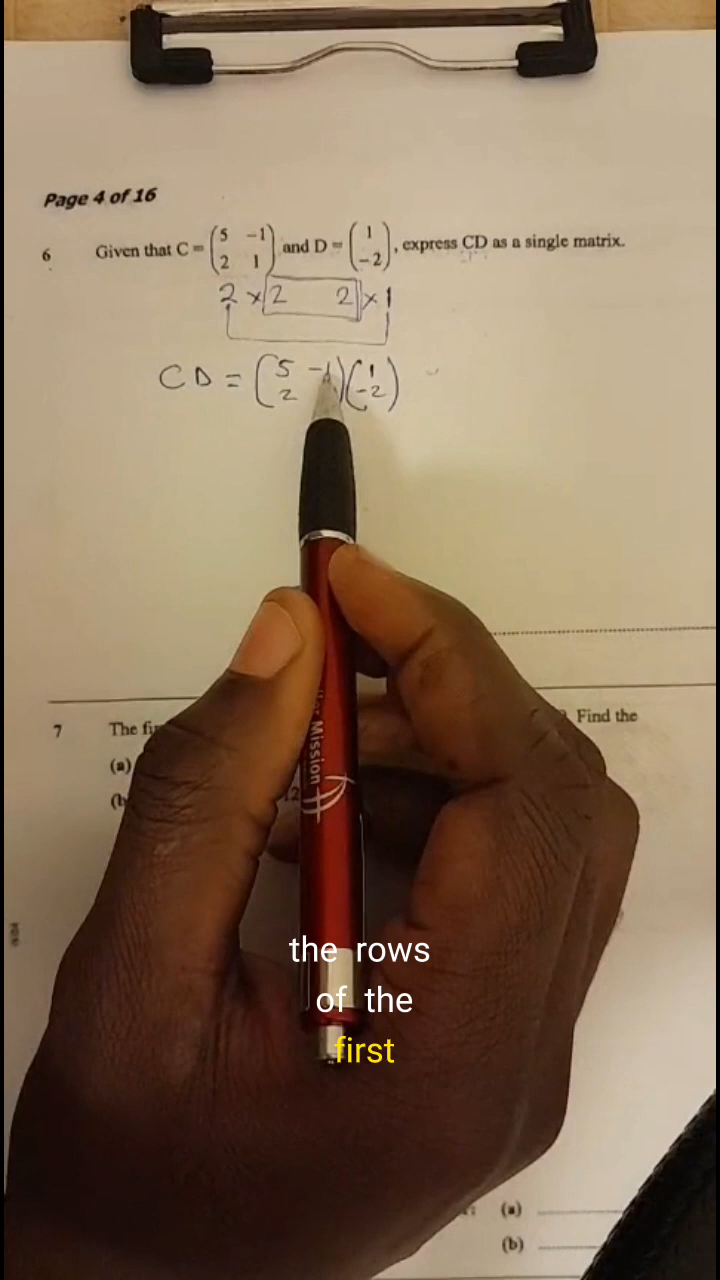 Page 4 of 16
6 Given that C = (5 -1 2 1) and D = (1 -2), express CD as a single matrix.
2 × 2 2 × 1
CD = (5 -1 2 )(1 -2)
7 The Find the
(a)
(b
12
Mission
the rows
of the
first
(a)
(b)